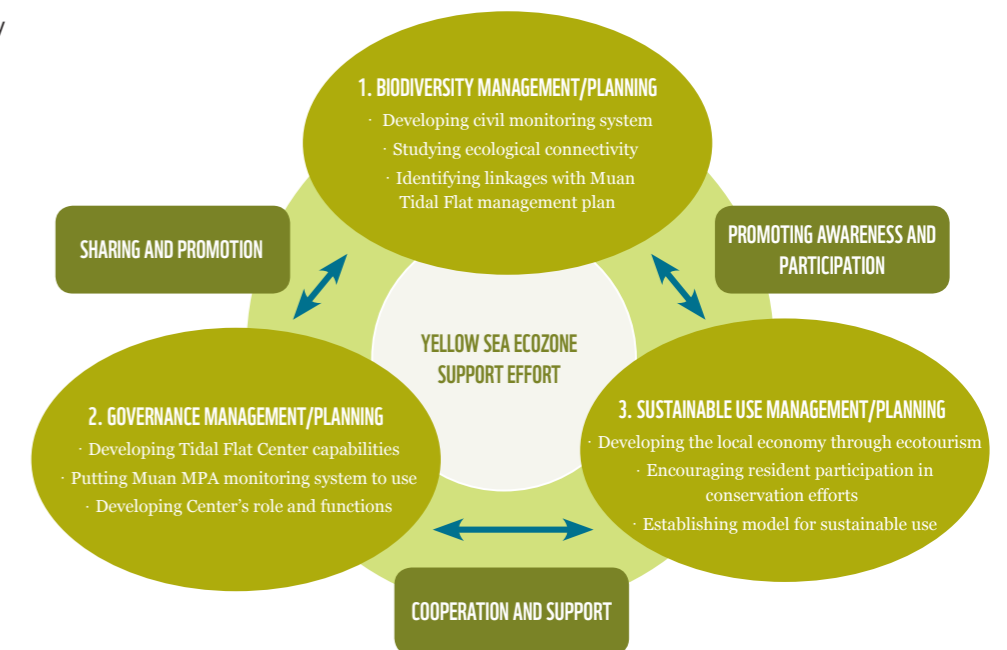 y
1. BIODIVERSITY MANAGEMENT/PLANNING
· Developing civil monitoring system
· Studying ecological connectivity
· Identifying linkages with Muan
Tidal Flat management plan
SHARING AND PROMOTION
PROMOTING AWARENESS AND
PARTICIPATION
YELLOW SEA ECOZONE
SUPPORT EFFORT
2. GOVERNANCE MANAGEMENT/PLANNING
· Developing Tidal Flat Center capabilities
· Putting Muan MPA monitoring system to use
· Developing Center's role and functions
3. SUSTAINABLE USE MANAGEMENT/PLANNING
· Developing the local economy through ecotourism
· Encouraging resident participation in
conservation efforts
· Establishing model for sustainable use
COOPERATION AND SUPPORT